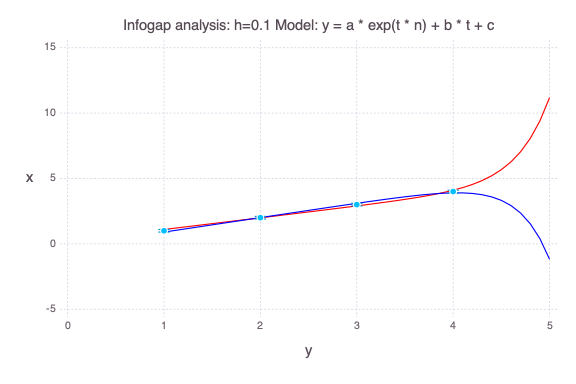 Infogap analysis: h=0.1 Model: y = a * exp(t * n) + b * t + c
15
10
x
5
0
-5
0 1 2 3 4 5
y